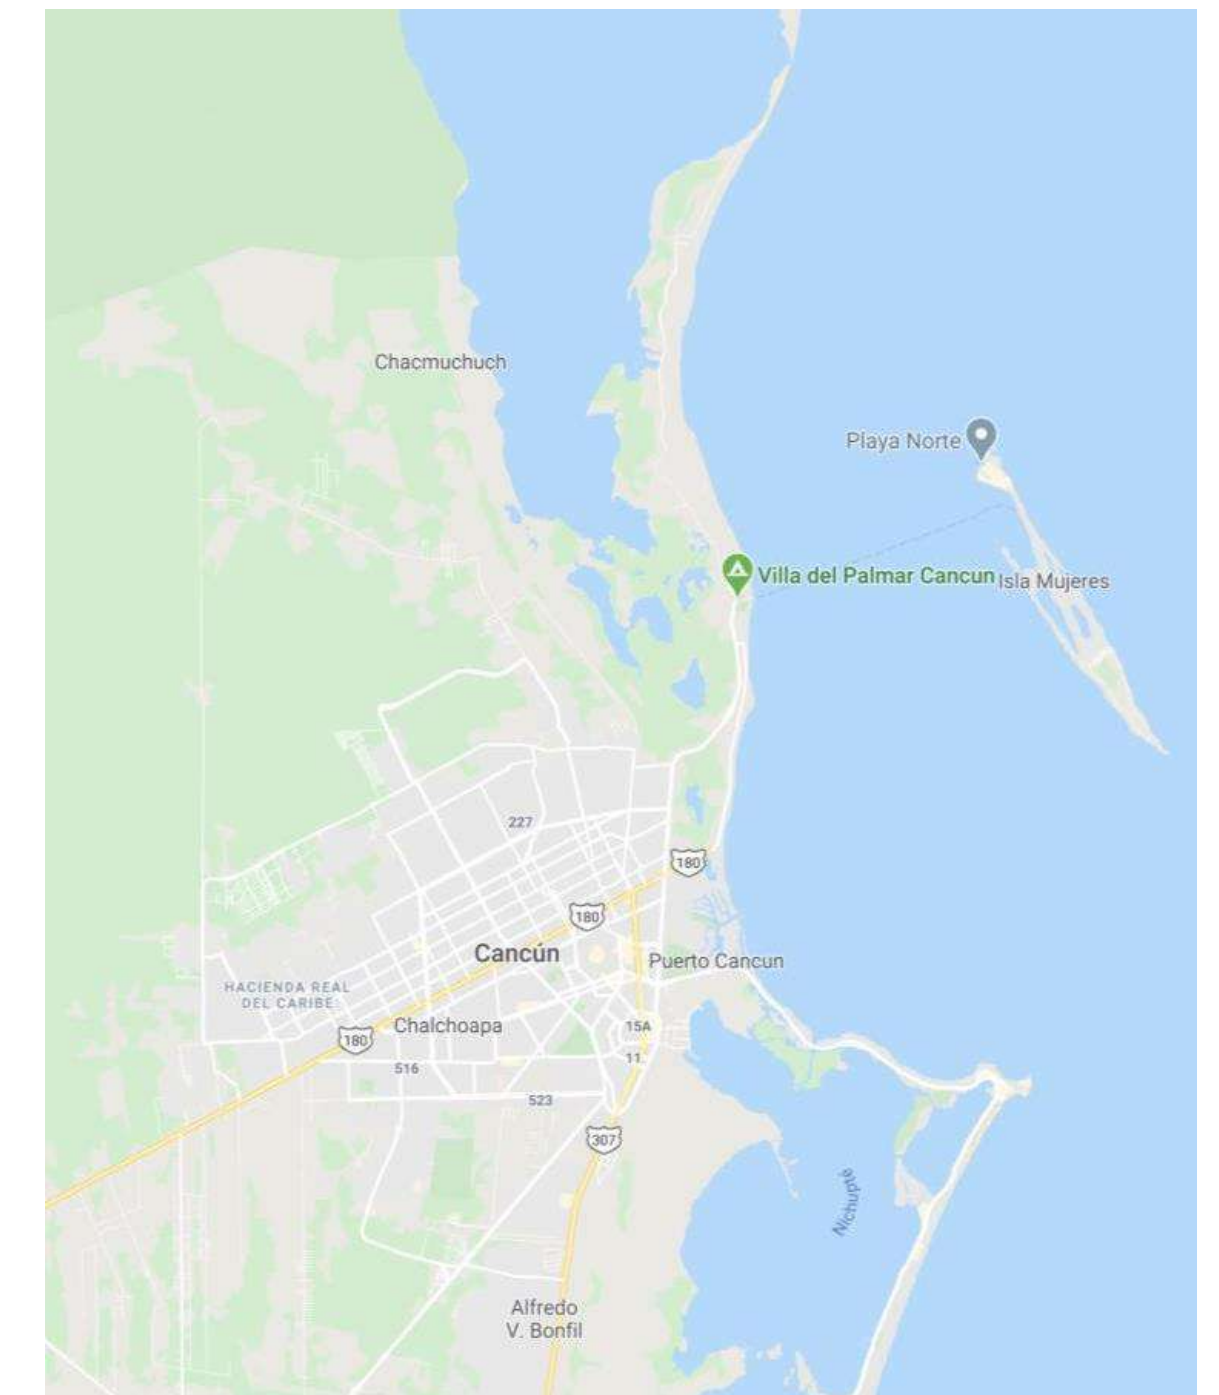 Chacmuchuch
Playa Norte
Villa del Palmar Cancun
Isla Mujeres
227
180
180
Cancún
Puerto Cancun
HACIENDA REAL
DEL CARIBE
Chalchoapa
15A
180
11
516
523
307
Nichupté
Alfredo
V. Bonfil